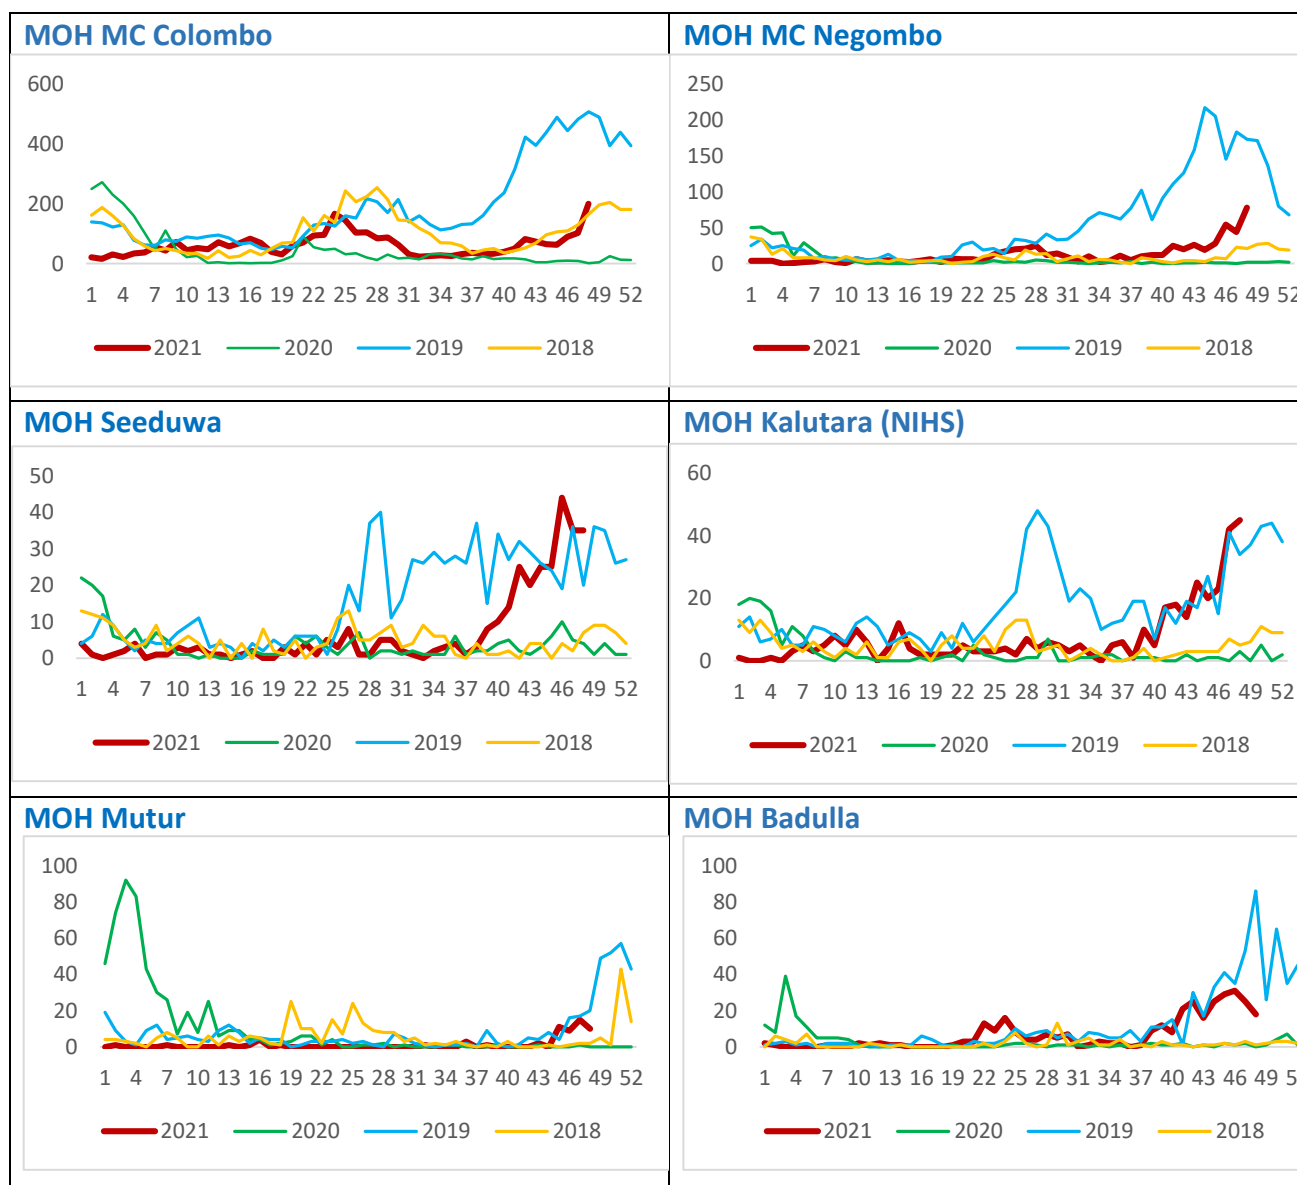 MOH MC Colombo
600
400
200
0
1 4 7 10 13 16 19 22 25 28 31 34 37 40 43 46 49 52
2021 2020 2019 2018
MOH MC Negombo
250
200
150
100
50
0
1 4 7 10 13 16 19 22 25 28 31 34 37 40 43 46 49 52
2021 2020 2019 2018
MOH Seeduwa
50
40
30
20
10
0
1 4 7 10 13 16 19 22 25 28 31 34 37 40 43 46 49 52
2021 2020 2019 2018
MOH Kalutara (NIHS)
60
40
20
0
1 4 7 10 13 16 19 22 25 28 31 34 37 40 43 46 49 52
2021 2020 2019 2018
MOH Mutur
100
80
60
40
20
0
1 4 7 10 13 16 19 22 25 28 31 34 37 40 43 46 49 52
2021 2020 2019 2018
MOH Badulla
100
80
60
40
20
0
1 4 7 10 13 16 19 22 25 28 31 34 37 40 43 46 49
2021 2020 2019 2018